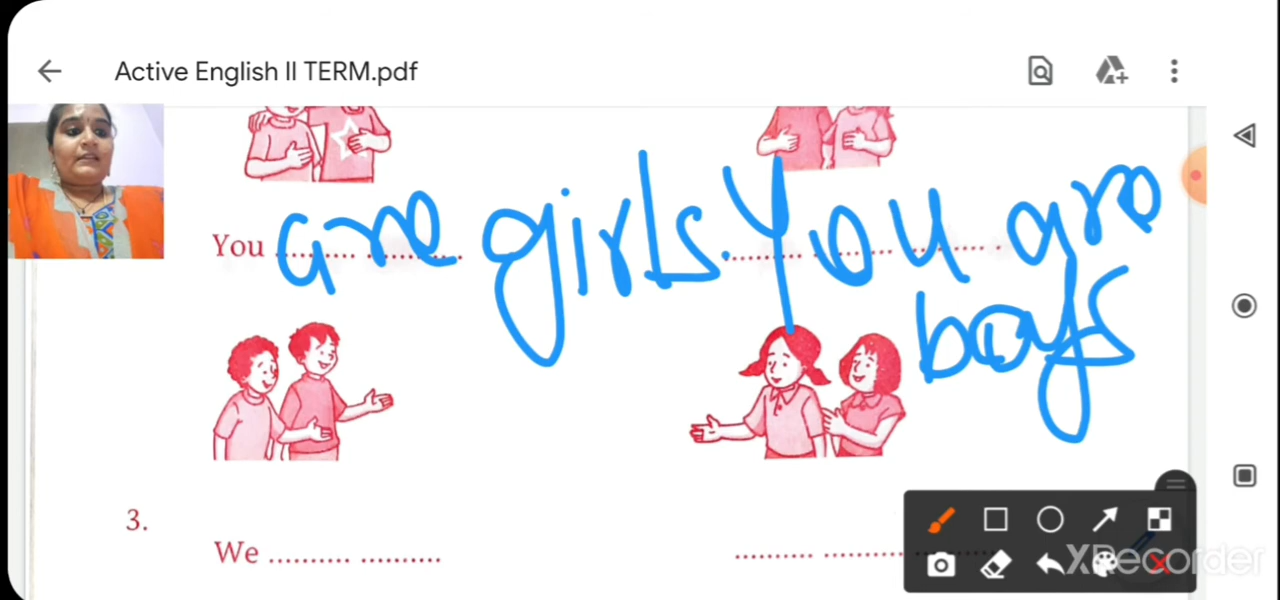 Active English II TERM.pdf
You ........ ......... are girls. ........ ......... ......... . You are
boys
3.
We ......... ......... ........ .........
XRecorder